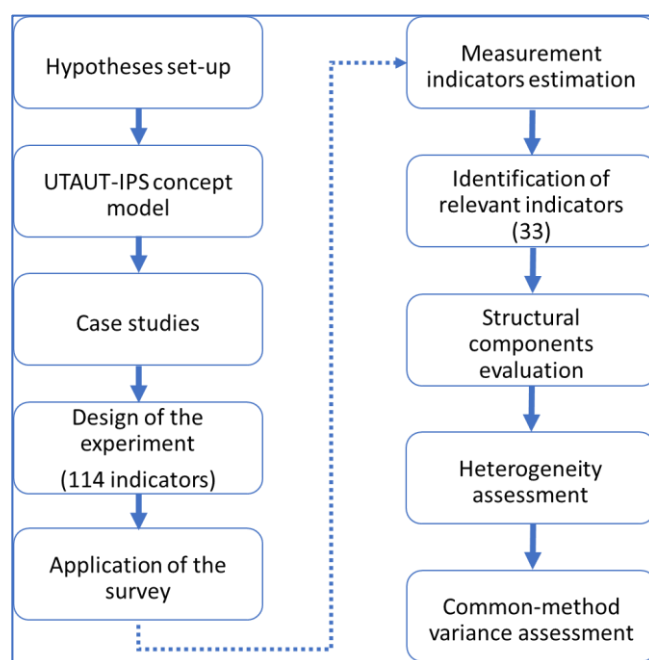 Hypotheses set-up
UTAUT-IPS concept
model
Case studies
Design of the
experiment
(114 indicators)
Application of the
survey
Measurement
indicators estimation
Identification of
relevant indicators
(33)
Structural
components
evaluation
Heterogeneity
assessment
Common-method
variance assessment